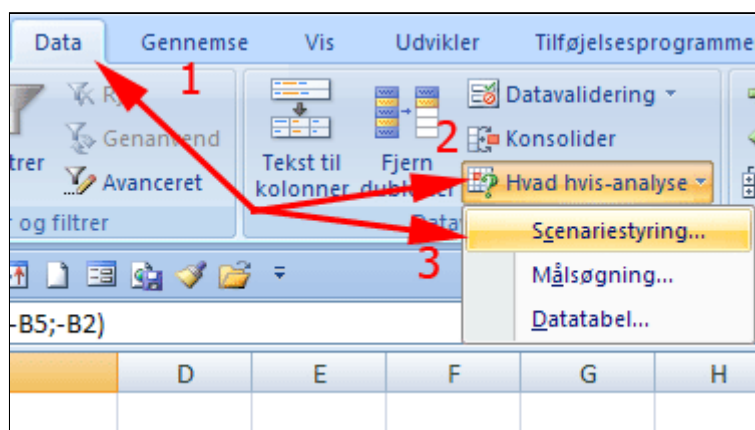 Data Gennemse Vis Udvikler Tilføjelsesprogramme
1
Genanvend
Avanceret
trer
og filtrer
Tekst til
kolonner
Fjern
2
Datavalidering
Konsolider
Hvad hvis-analyse
3
Scenariestyring...
Målsøgning...
Datatabel...
-B5;-B2)
D E F G H